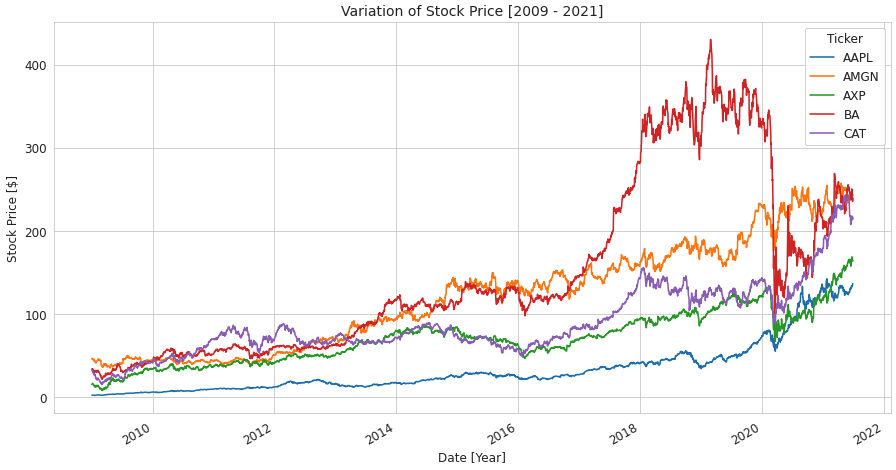 Variation of Stock Price [2009 - 2021]
Ticker
AAPL
AMGN
AXP
BA
CAT
Stock Price [$]
400
300
200
100
0
2010
2012
2014
2016
2018
2020
2022
Date [Year]